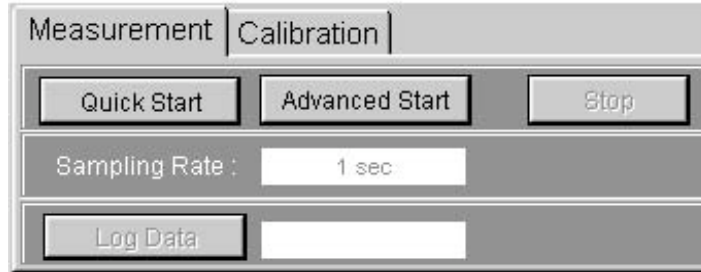 Measurement Calibration
Quick Start Advanced Start Stop
Sampling Rate : 1 sec
Log Data